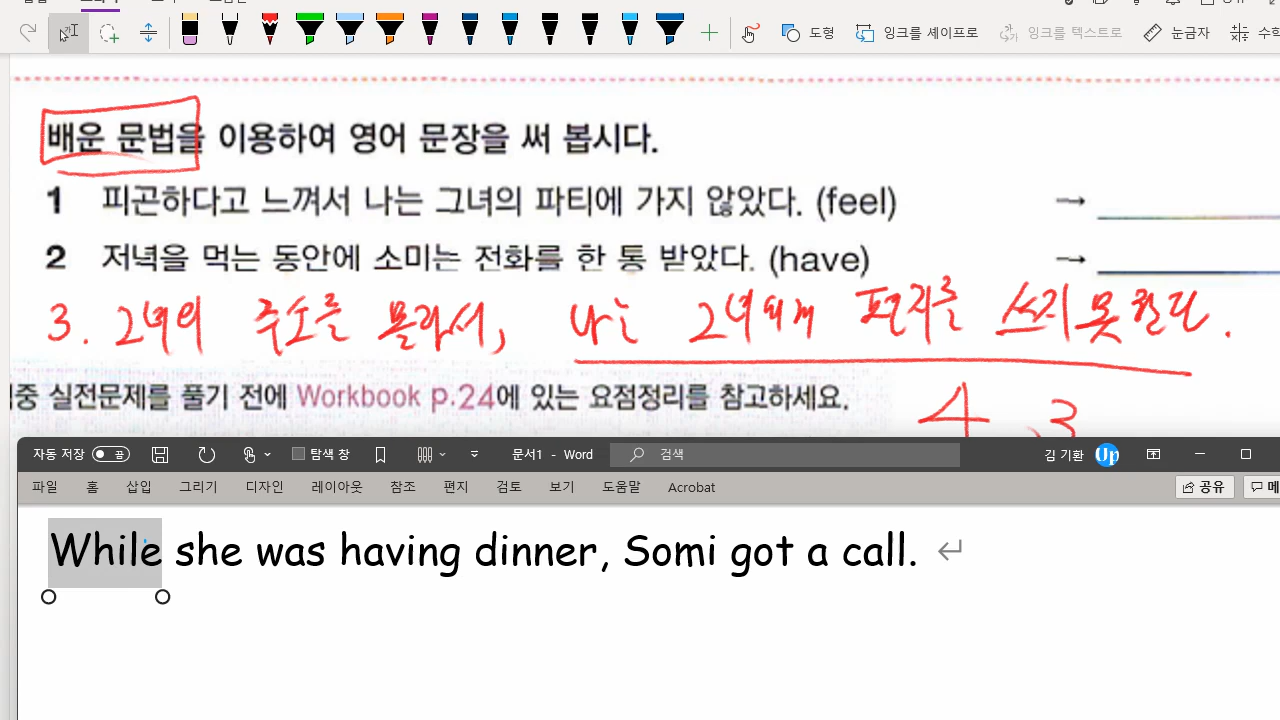 도형 잉크를 셰이프로 잉크를 텍스트로 눈금자
배운 문법을 이용하여 영어 문장을 써 봅시다.
1 피곤하다고 느껴서 나는 그녀의 파티에 가지 않았다. (feel) →
2 저녁을 먹는 동안에 소미는 전화를 한 통 받았다. (have) →
3. 그녀의 주소를 몰라서, 나는 그녀에게 편지를 쓰지 못한다.
중 실전문제를 풀기 전에 Workbook p.24에 있는 요점정리를 참고하세요.
자동 저장 끔 탐색 창 문서1 - Word 검색 김 기환 Up
파일 홈 삽입 그리기 디자인 레이아웃 참조 편지 검토 보기 도움말 Acrobat 공유
While she was having dinner, Somi got a call.